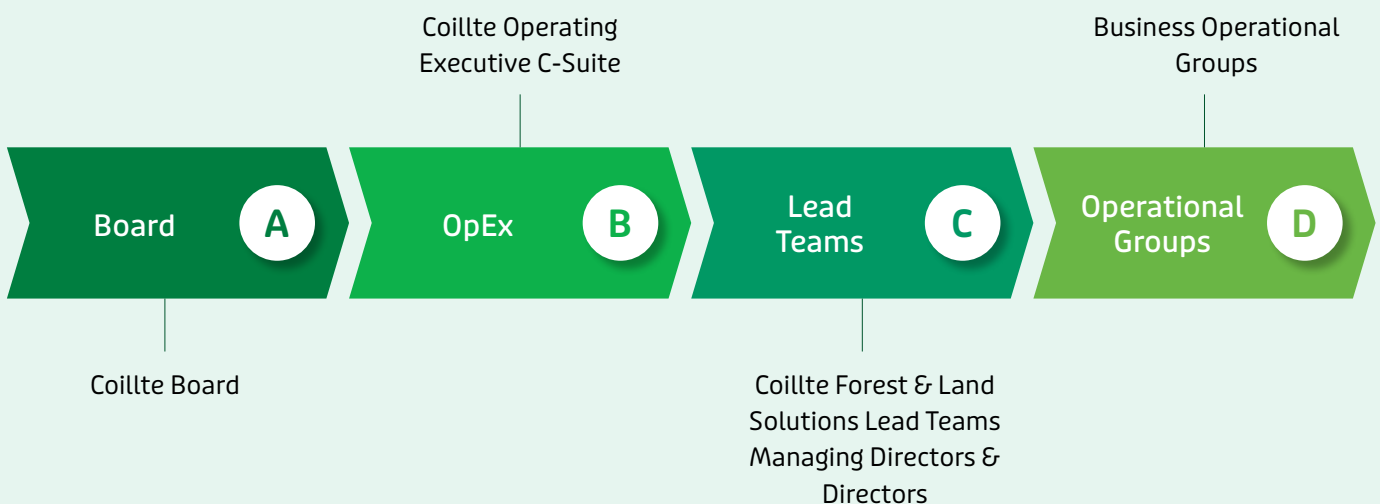 Coillte Operating
Executive C-Suite
Business Operational
Groups
Board
A
OpEx
B
Lead
Teams
C
Operational
Groups
D
Coillte Board
Coillte Forest & Land
Solutions Lead Teams
Managing Directors &
Directors